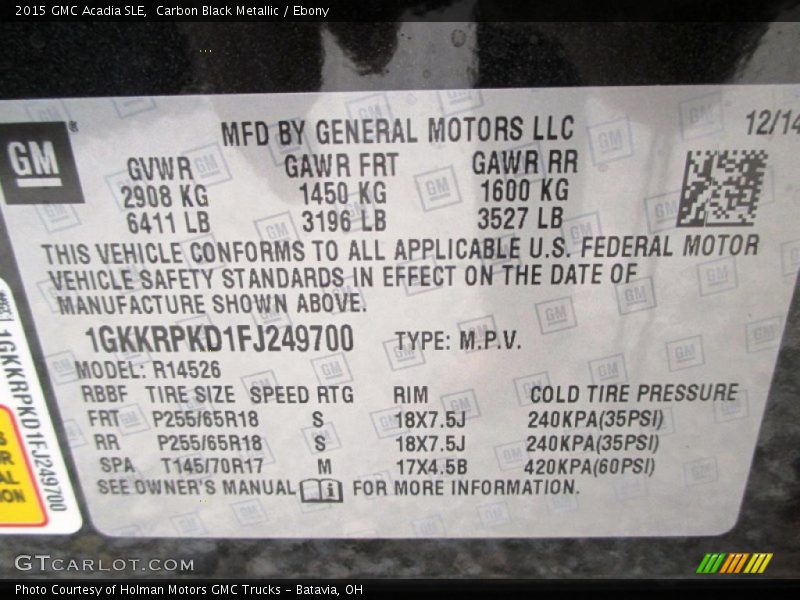 2015 GMC Acadia SLE,  Carbon Black Metallic / Ebony
MFD BY GENERAL MOTORS LLC
12/14
GM
GVWR GAWR FRT GAWR RR
2908 KG 1450 KG 1600 KG
6411 LB 3196 LB 3527 LB
THIS VEHICLE CONFORMS TO ALL APPLICABLE U.S. FEDERAL MOTOR
VEHICLE SAFETY STANDARDS IN EFFECT ON THE DATE OF
MANUFACTURE SHOWN ABOVE.
1GKKRPKD1FJ249700 TYPE: M.P.V.
MODEL: R14526
RBBF TIRE SIZE SPEED RTG RIM COLD TIRE PRESSURE
FRT P255/65R18 S 18X7.5J 240KPA(35PSI)
RR P255/65R18 S 18X7.5J 240KPA(35PSI)
SPA T145/70R17 M 17X4.5B 420KPA(60PSI)
SEE OWNER'S MANUAL i FOR MORE INFORMATION.
1GKKRPKD1FJ249700
GTCARLOT.COM
Photo Courtesy of Holman Motors GMC Trucks - Batavia, OH